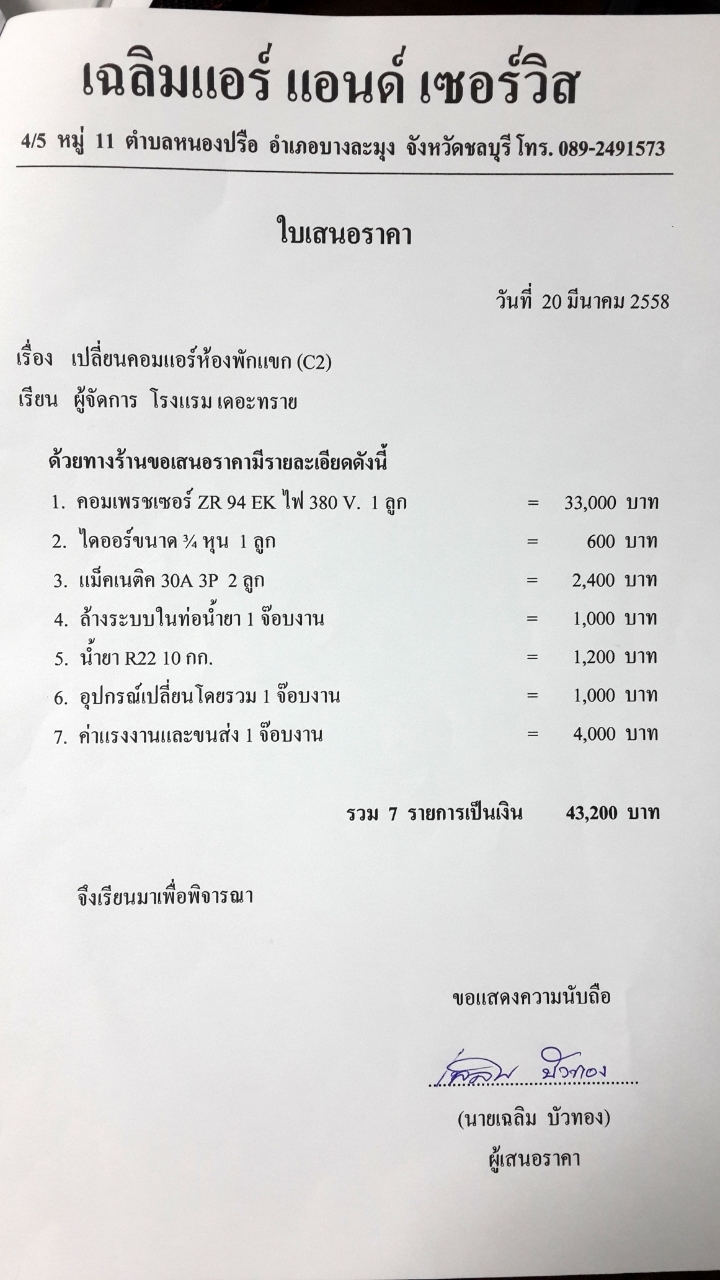 เฉลิมแอร์ แอนด์ เซอร์วิส
4/5 หมู่ 11 ตำบลหนองปรือ อำเภอบางละมุง จังหวัดชลบุรี โทร. 089-2491573
ใบเสนอราคา
วันที่ 20 มีนาคม 2558
เรื่อง เปลี่ยนคอมแอร์ห้องพักแขก (C2)
เรียน ผู้จัดการ โรงแรม เดอะทราย
ด้วยทางร้านขอเสนอราคามีรายละเอียดดังนี้
1. คอมเพรชเซอร์ ZR 94 EK ไฟ 380 V. 1 ลูก = 33,000 บาท
2. ไดออร์ขนาด ¾ หุน 1 ลูก = 600 บาท
3. แม็คเนติค 30A 3P 2 ลูก = 2,400 บาท
4. ล้างระบบในท่อน้ำยา 1 จ๊อบงาน = 1,000 บาท
5. น้ำยา R22 10 กก. = 1,200 บาท
6. อุปกรณ์เปลี่ยนโดยรวม 1 จ๊อบงาน = 1,000 บาท
7. ค่าแรงงานและขนส่ง 1 จ๊อบงาน = 4,000 บาท
รวม 7 รายการเป็นเงิน 43,200 บาท
จึงเรียนมาเพื่อพิจารณา
ขอแสดงความนับถือ
เฉลิม บัวทอง
(นายเฉลิม บัวทอง)
ผู้เสนอราคา